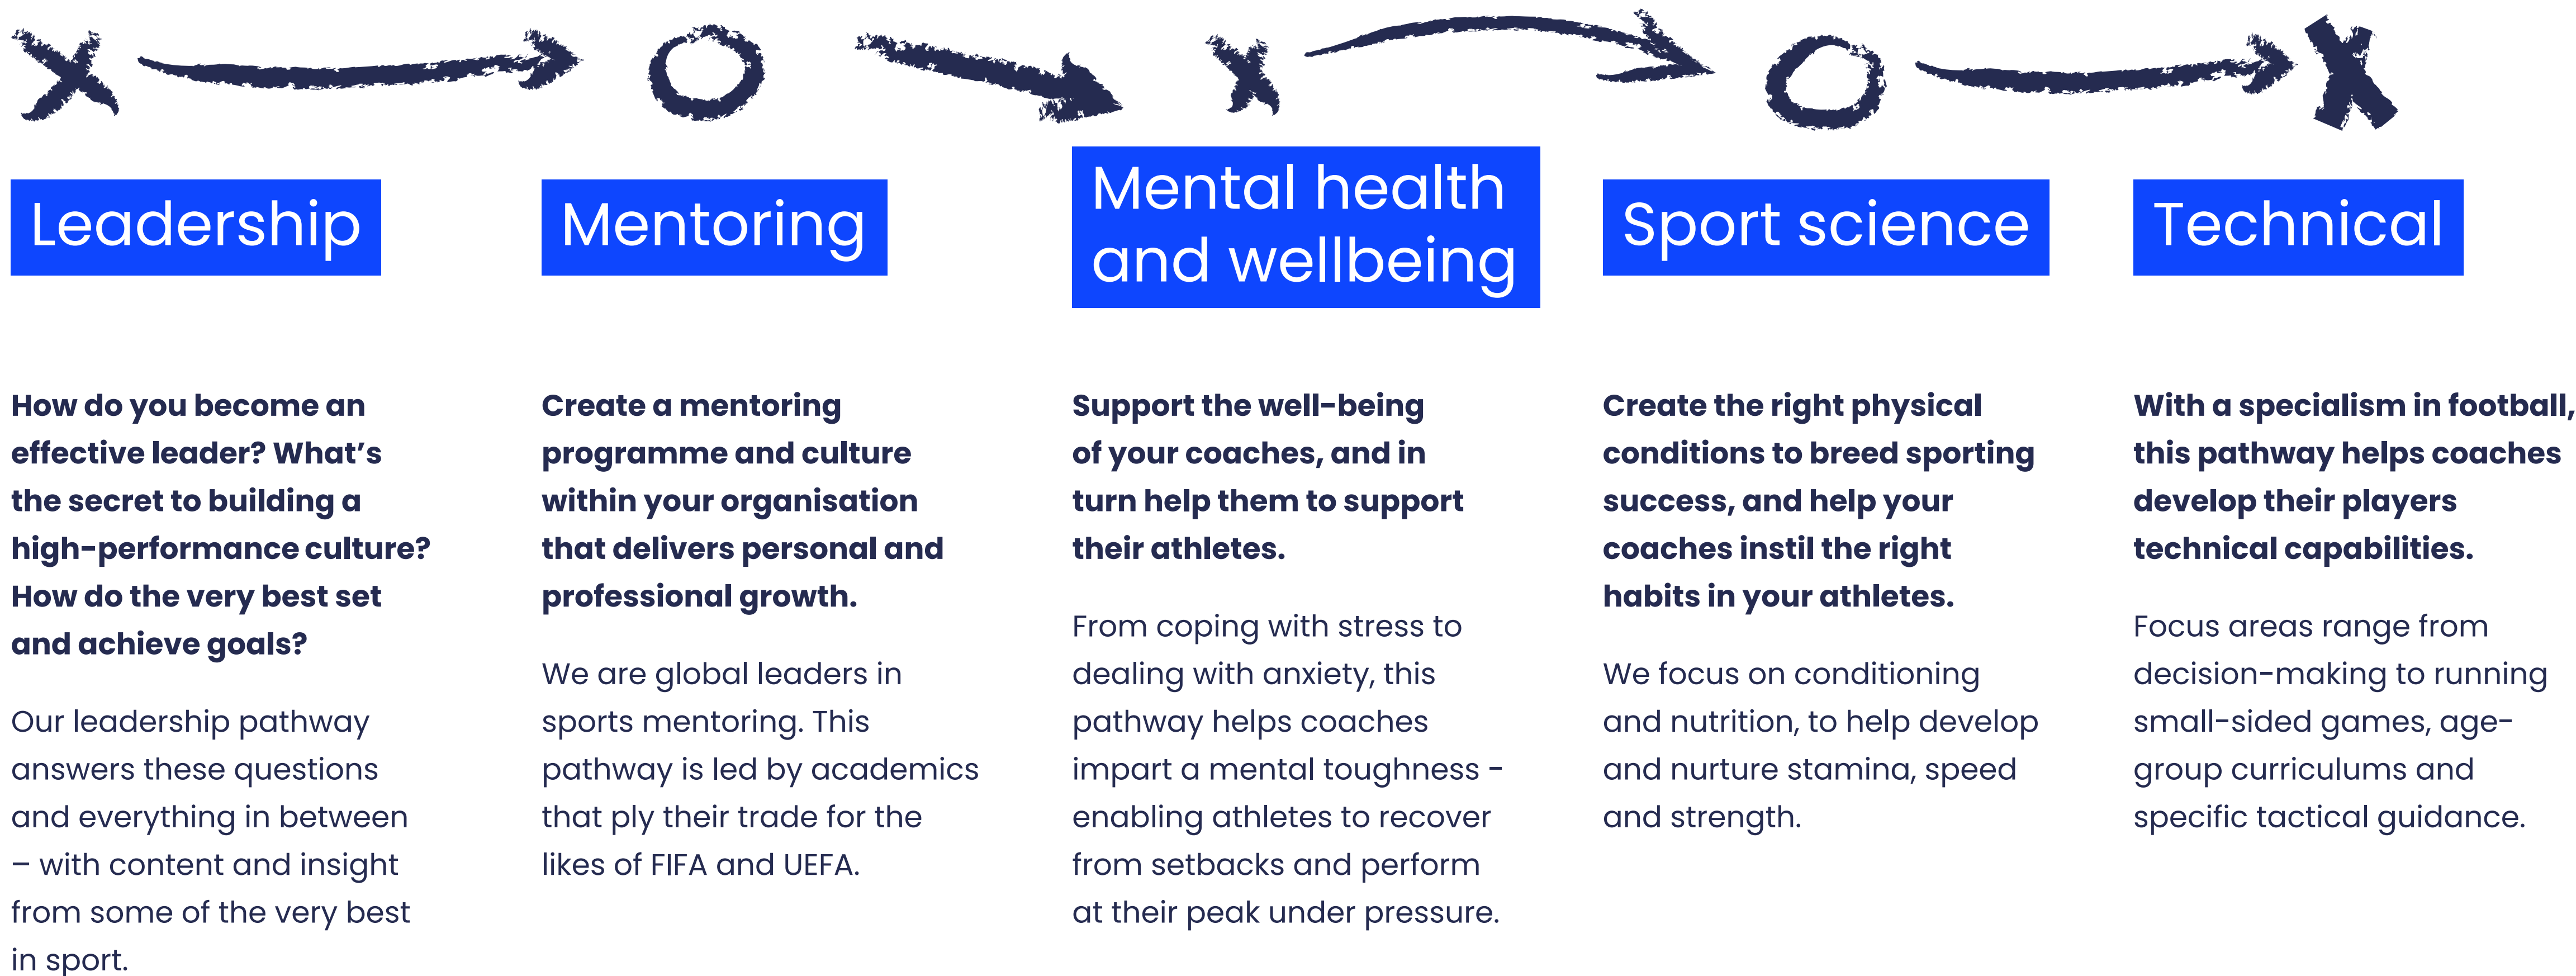 Leadership
How do you become an
effective leader? What’s
the secret to building a
high-performance culture?
How do the very best set
and achieve goals?
Our leadership pathway
answers these questions
and everything in between
– with content and insight
from some of the very best
in sport.
Mentoring
Create a mentoring
programme and culture
within your organisation
that delivers personal and
professional growth.
We are global leaders in
sports mentoring. This
pathway is led by academics
that ply their trade for the
likes of FIFA and UEFA.
Mental health
and wellbeing
Support the well-being
of your coaches, and in
turn help them to support
their athletes.
From coping with stress to
dealing with anxiety, this
pathway helps coaches
impart a mental toughness -
enabling athletes to recover
from setbacks and perform
at their peak under pressure.
Sport science
Create the right physical
conditions to breed sporting
success, and help your
coaches instil the right
habits in your athletes.
We focus on conditioning
and nutrition, to help develop
and nurture stamina, speed
and strength.
Technical
With a specialism in football,
this pathway helps coaches
develop their players
technical capabilities.
Focus areas range from
decision-making to running
small-sided games, age-
group curriculums and
specific tactical guidance.